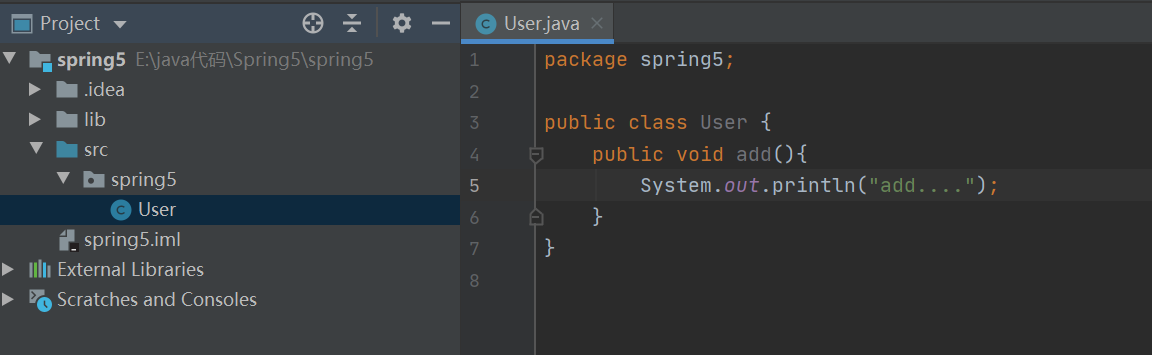 Project
spring5 E:\java代码\Spring5\spring5
.idea
lib
src
spring5
User
spring5.iml
External Libraries
Scratches and Consoles
User.java
1 package spring5;
2
3 public class User {
4 public void add(){
5 System.out.println("add....");
6 }
7 }
8